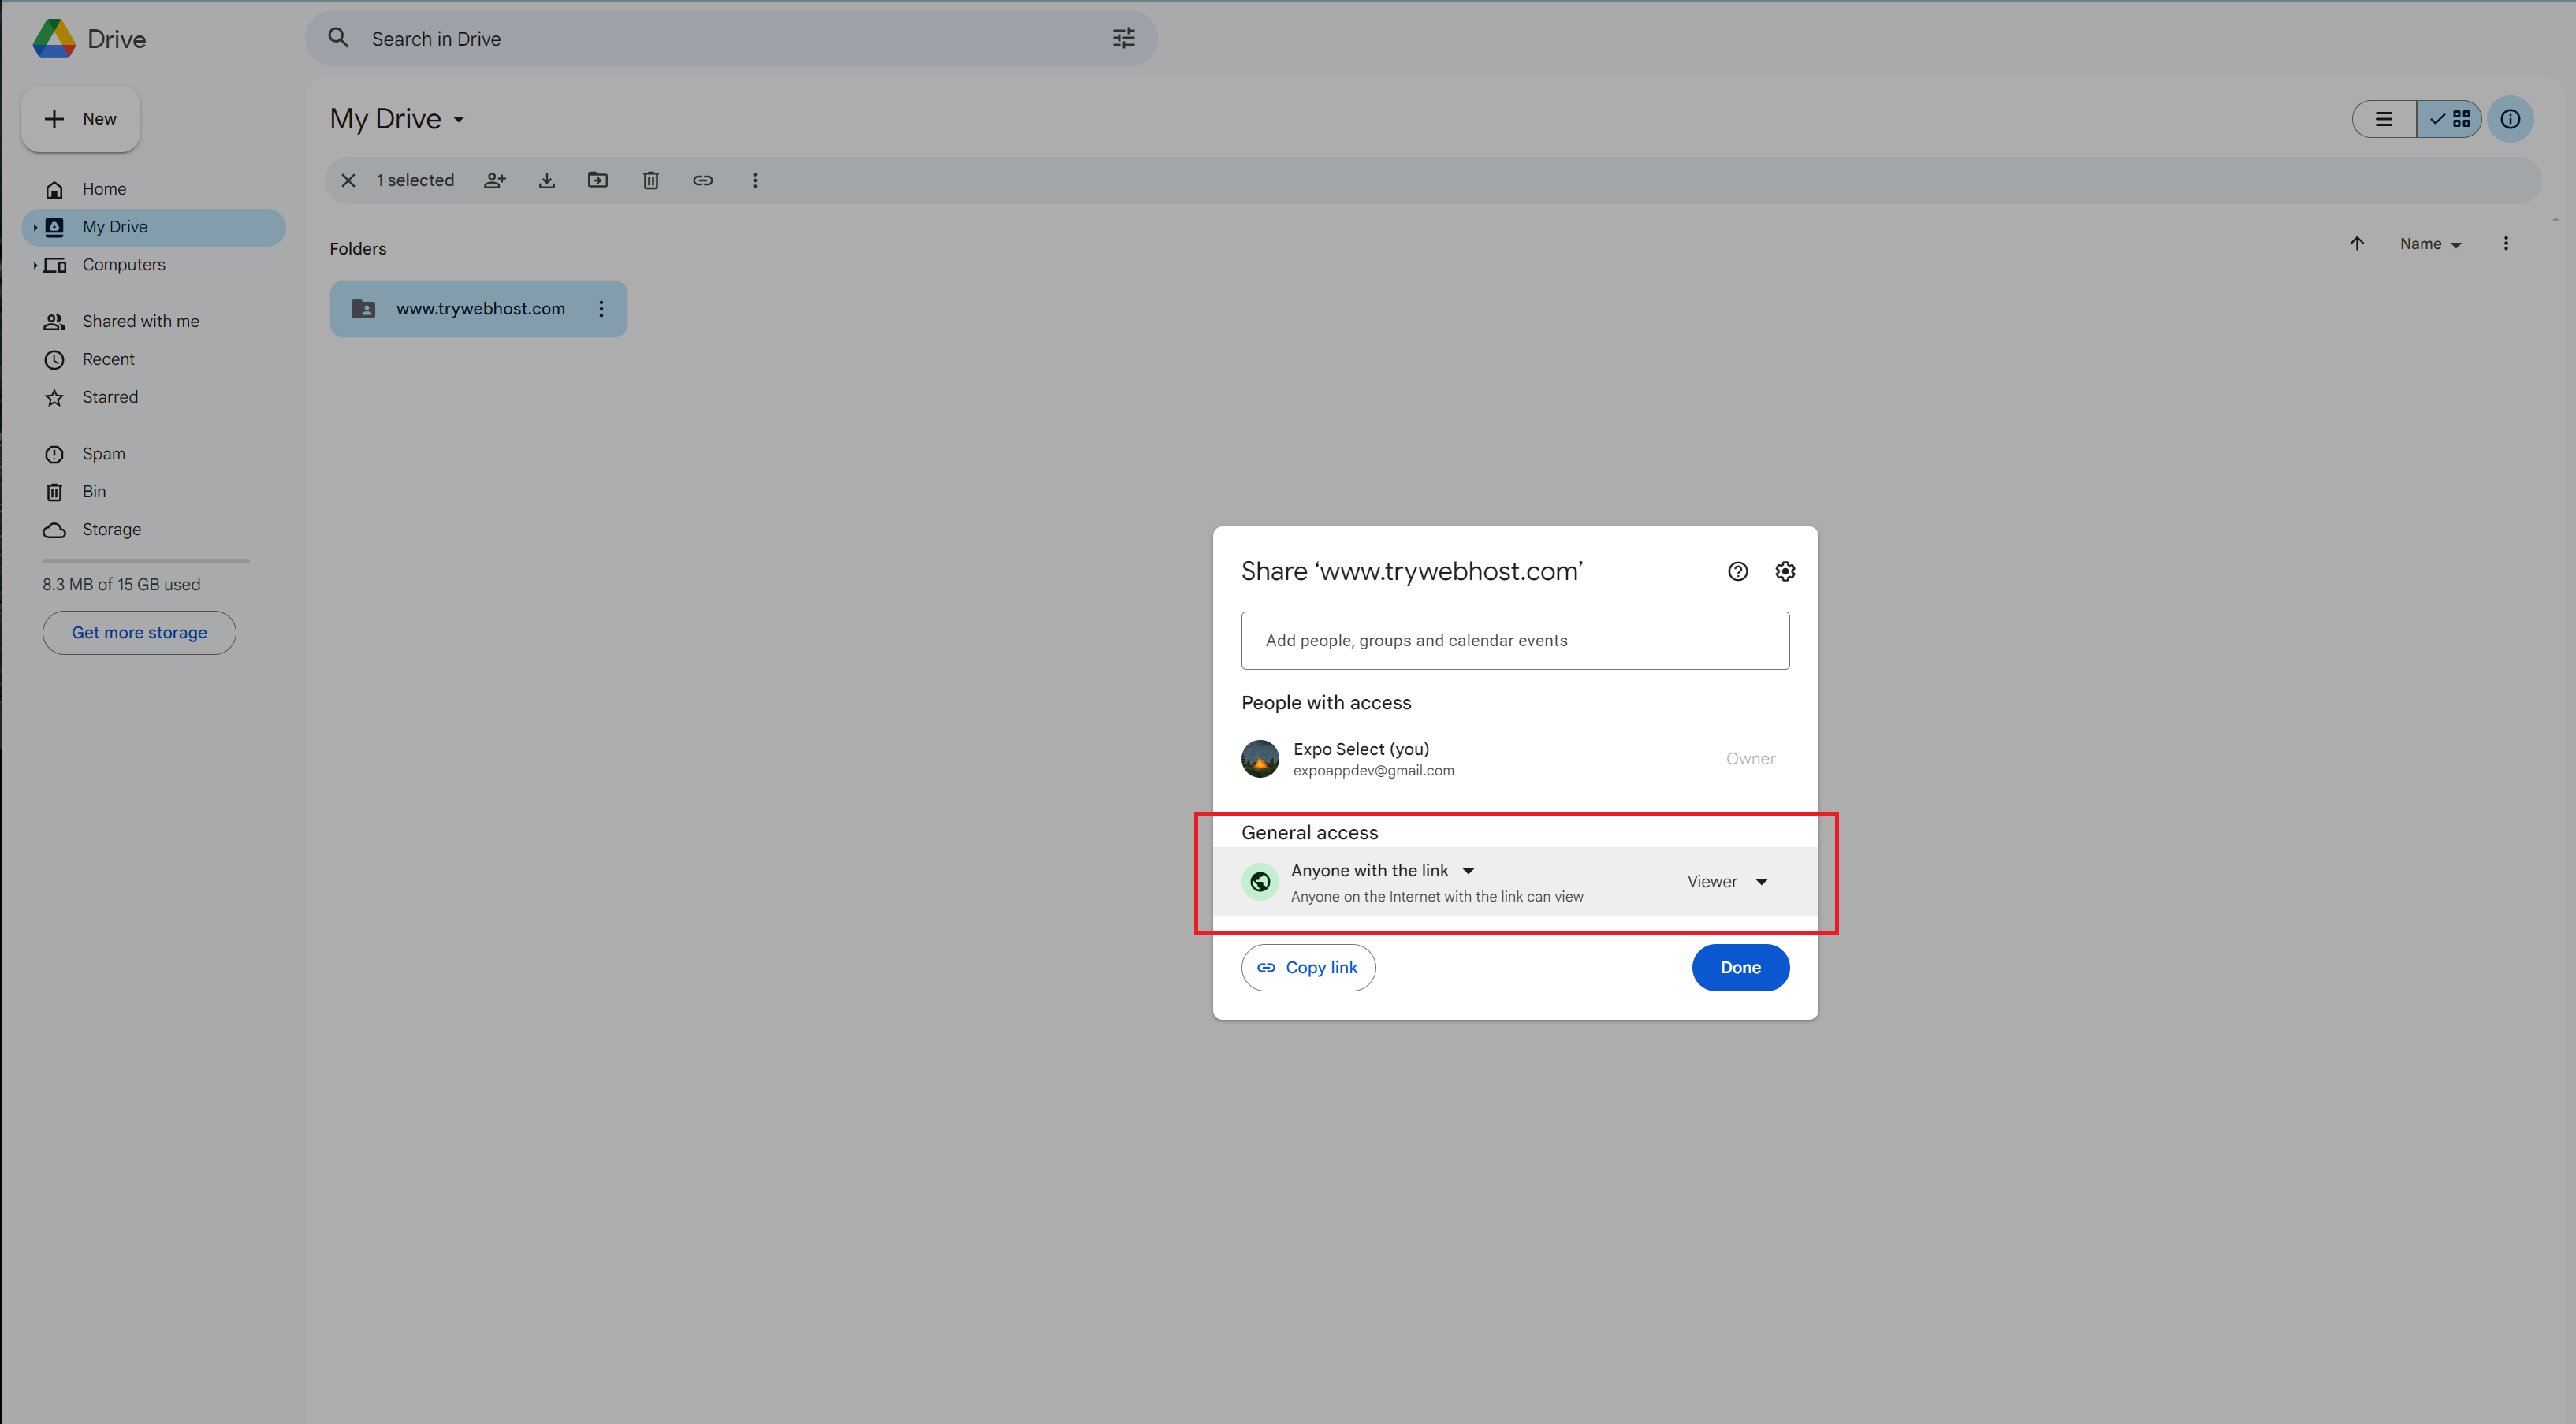 Drive
Search in Drive
New
My Drive
1 selected
Home
My Drive
Computers
Shared with me
Recent
Starred
Spam
Bin
Storage
8.3 MB of 15 GB used
Get more storage
Folders
Name
www.trywebhost.com
Share ‘www.trywebhost.com’
Add people, groups and calendar events
People with access
Expo Select (you)
expoappdev@gmail.com
Owner
General access
Anyone with the link
Anyone on the Internet with the link can view
Viewer
Copy link
Done